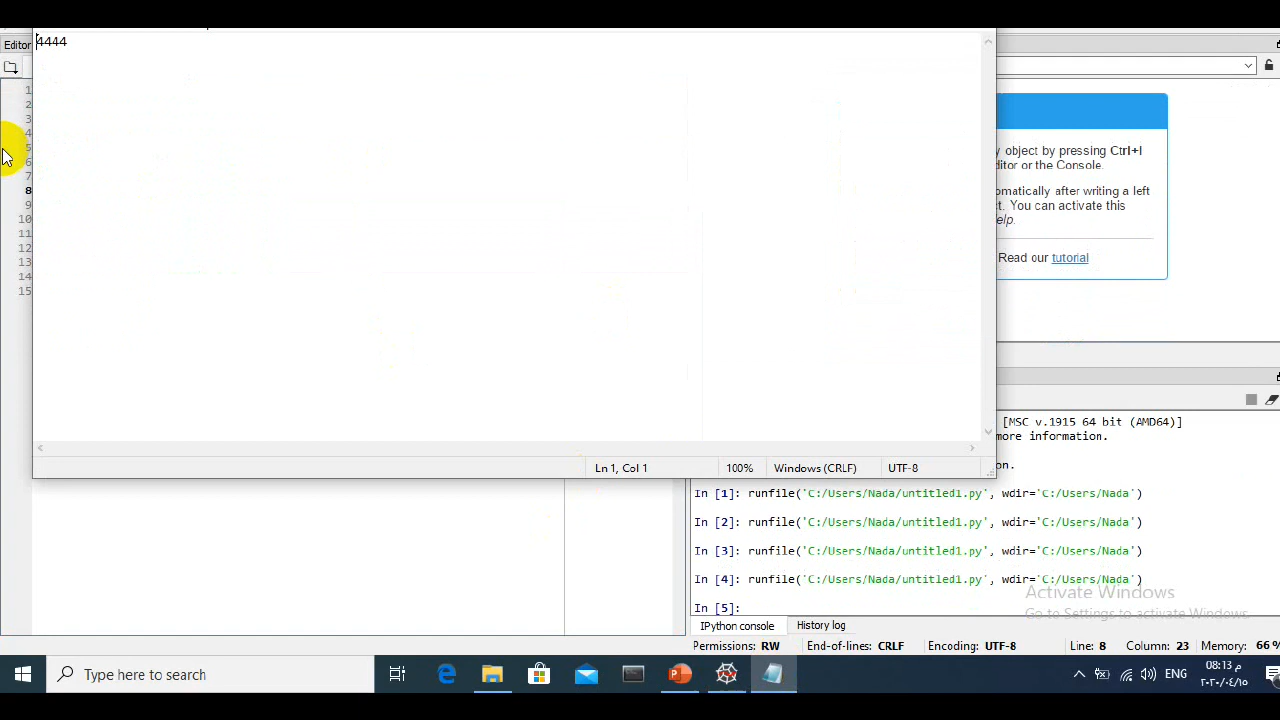 4444
Editor
1
2
3
4
5
6
7
8
9
10
11
12
13
14
15
y object by pressing Ctrl+I
ditor or the Console.
omatically after writing a left
ct. You can activate this
elp.
Read our tutorial
Ln 1, Col 1
100%
Windows (CRLF)
UTF-8
[MSC v.1915 64 bit (AMD64)]
more information.
on.
In [1]: runfile('C:/Users/Nada/untitled1.py', wdir='C:/Users/Nada')
In [2]: runfile('C:/Users/Nada/untitled1.py', wdir='C:/Users/Nada')
In [3]: runfile('C:/Users/Nada/untitled1.py', wdir='C:/Users/Nada')
In [4]: runfile('C:/Users/Nada/untitled1.py', wdir='C:/Users/Nada')
In [5]:
Activate Windows
Go to Settings to activate Windows.
IPython console
History log
Permissions: RW
End-of-lines: CRLF
Encoding: UTF-8
Line: 8
Column: 23
Memory: 66 %
Type here to search
ENG
م 08:13
٢٠٢٠/٠٤/١٥